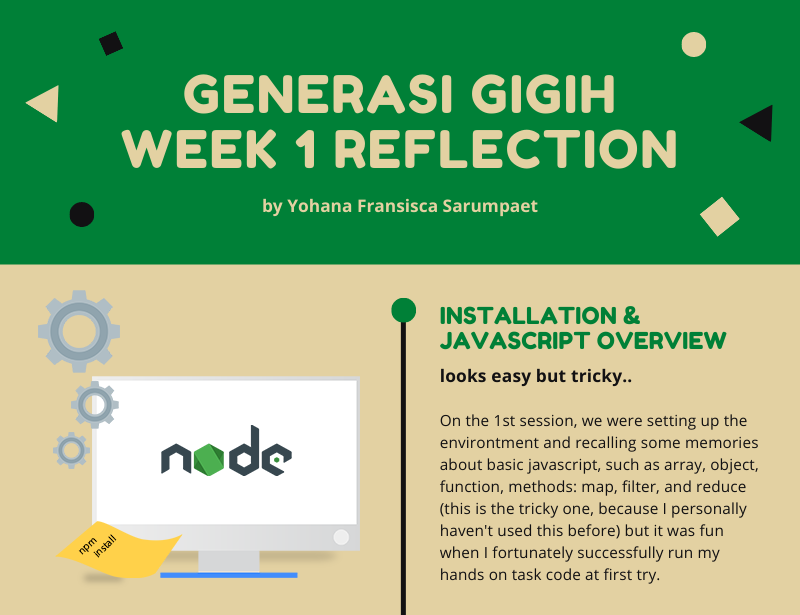 GENERASI GIGIH
WEEK 1 REFLECTION
by Yohana Fransisca Sarumpaet
INSTALLATION &
JAVASCRIPT OVERVIEW
looks easy but tricky..
On the 1st session, we were setting up the
environtment and recalling some memories
about basic javascript, such as array, object,
function, methods: map, filter, and reduce
(this is the tricky one, because I personally
haven't used this before) but it was fun
when I fortunately successfully run my
hands on task code at first try.
node
npm
install